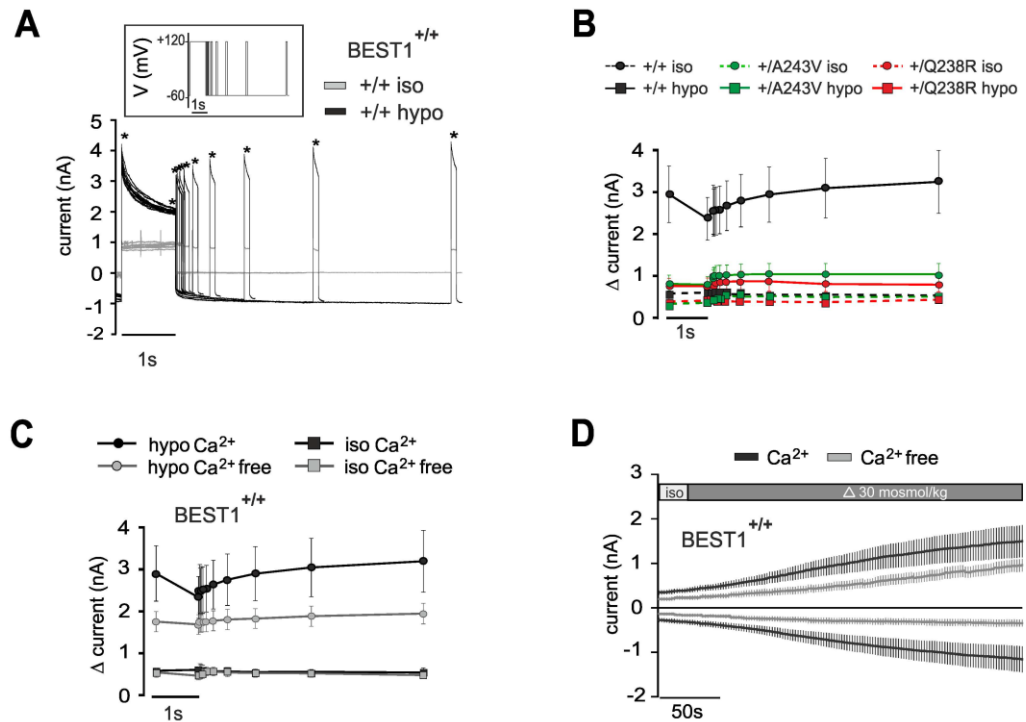 A
V (mV)
+120
-60
1s
BEST1+/+
+/+ iso
+/+ hypo
current (nA)
5
4
3
2
1
0
-1
-2
* * *** * * * * *
1s
B
+/+ iso +/A243V iso +/Q238R iso
+/+ hypo +/A243V hypo +/Q238R hypo
Δ current (nA)
4
3
2
1
0
1s
C
hypo Ca2+ iso Ca2+
hypo Ca2+ free iso Ca2+ free
BEST1+/+
Δ current (nA)
4
3
2
1
0
1s
D
Ca2+ Ca2+ free
iso Δ 30 mosmol/kg
BEST1+/+
current (nA)
3
2
1
0
1
-2
50s